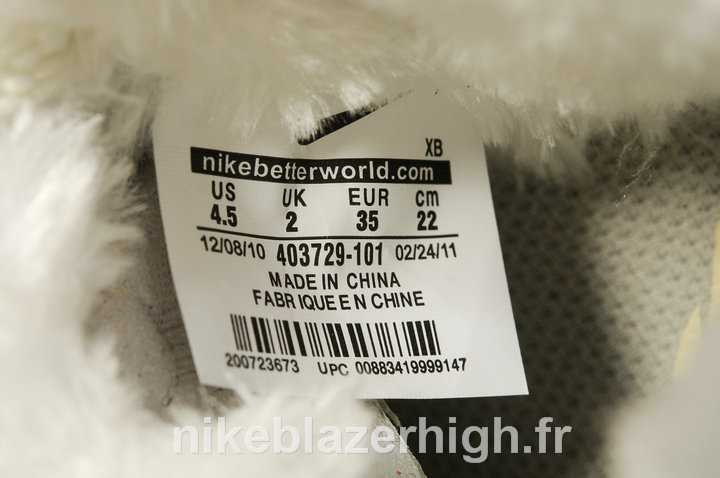 XB
nikebetterworld.com
US UK EUR cm
4.5 2 35 22
12/08/10 403729-101 02/24/11
MADE IN CHINA
FABRIQUE EN CHINE
200723673 UPC 00883419999147
nikeblazerhigh.fr